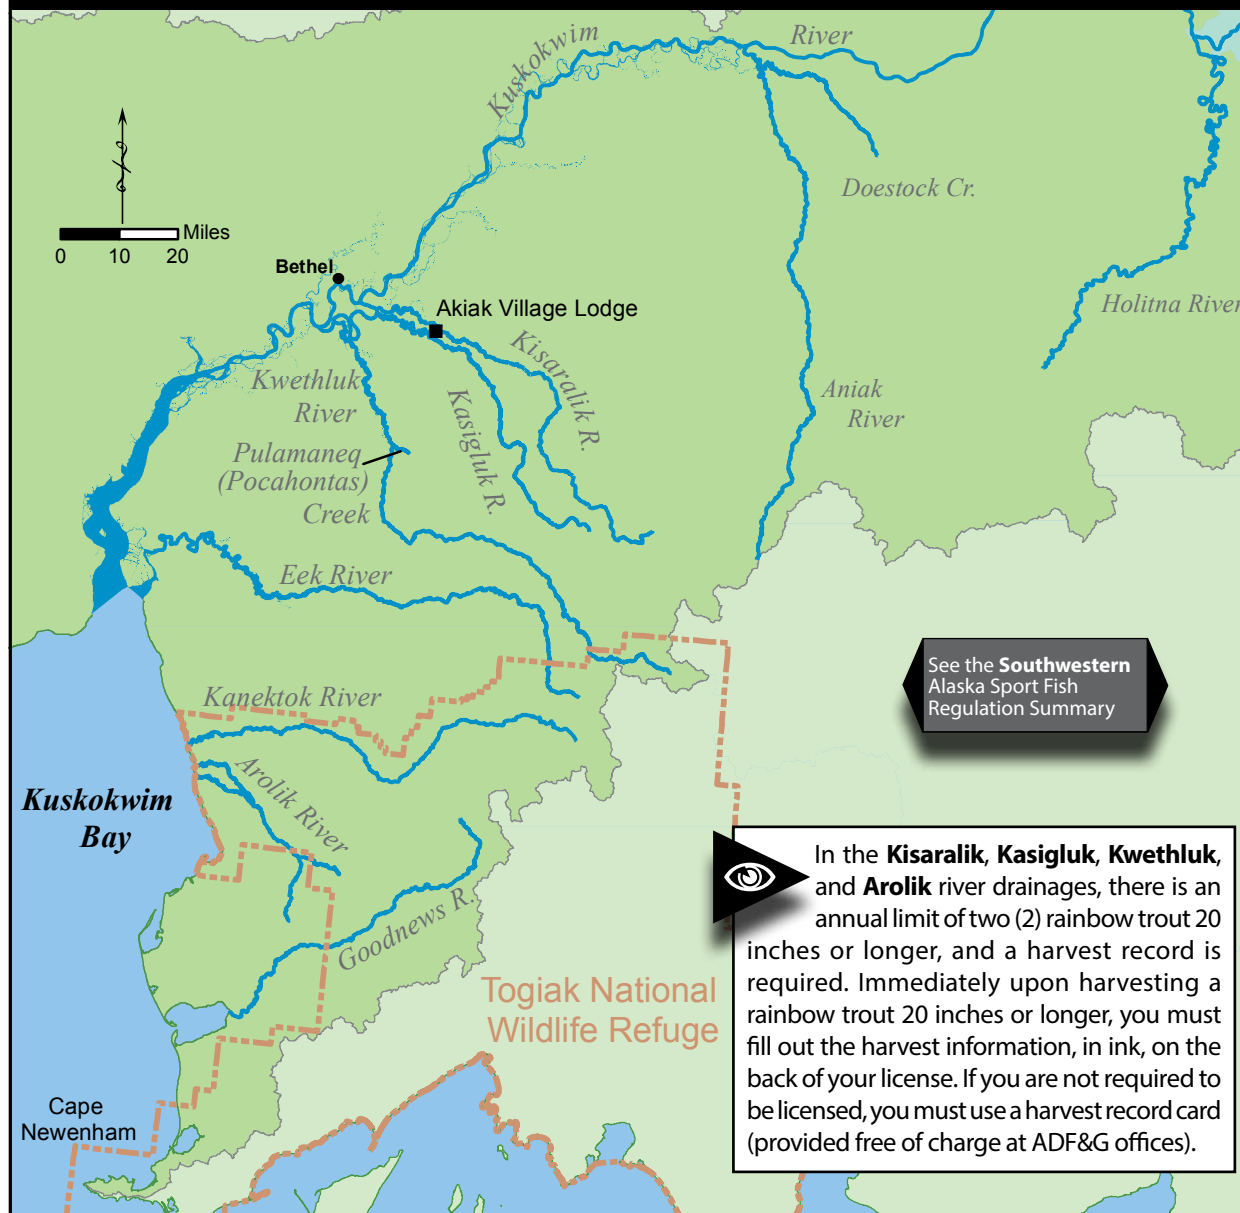 Kuskokwim
River
Doestock Cr.
Miles
0 10 20
Bethel
Akiak Village Lodge
Holitna River
Kisaralik R.
Kwethluk
River
Kasigluk R.
Aniak
River
Pulamaneq
(Pocahontas)
Creek
Eek River
See the Southwestern
Alaska Sport Fish
Regulation Summary
Kanektok River
Arolik River
Kuskokwim
Bay
Goodnews R.
In the Kisaralik, Kasigluk, Kwethluk,
and Arolik river drainages, there is an
annual limit of two (2) rainbow trout 20
inches or longer, and a harvest record is
required. Immediately upon harvesting a
rainbow trout 20 inches or longer, you must
fill out the harvest information, in ink, on the
back of your license. If you are not required to
be licensed, you must use a harvest record card
(provided free of charge at ADF&G offices).
Togiak National
Wildlife Refuge
Cape
Newenham